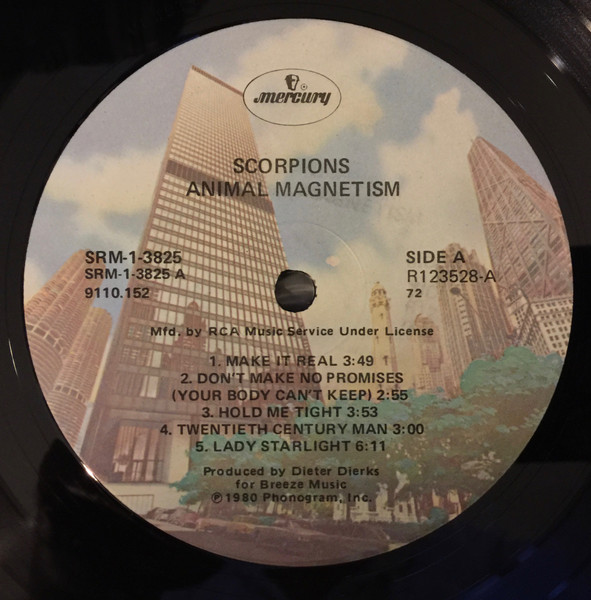 mercury
SCORPIONS
ANIMAL MAGNETISM
SRM-1-3825
SRM-1-3825 A
9110.152
SIDE A
R123528-A
72
Mfd. by RCA Music Service Under License
1. MAKE IT REAL 3:49
2. DON'T MAKE NO PROMISES
(YOUR BODY CAN'T KEEP) 2:55
3. HOLD ME TIGHT 3:53
4. TWENTIETH CENTURY MAN 3:00
5. LADY STARLIGHT 6:11
Produced by Dieter Dierks
for Breeze Music
℗ 1980 Phonogram, Inc.